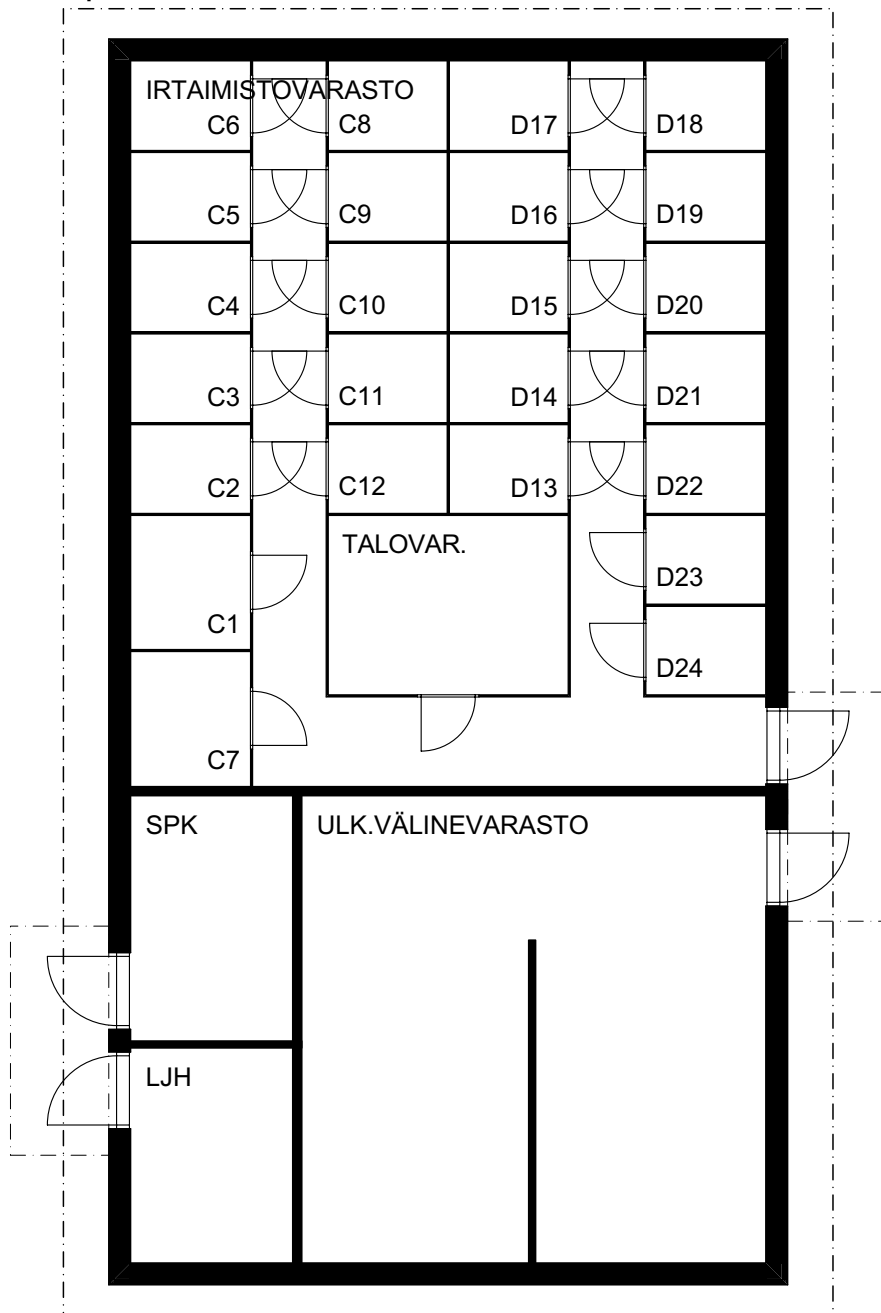 IRTAIMISTOVARASTO
C6 C8 D17 D18
C5 C9 D16 D19
C4 C10 D15 D20
C3 C11 D14 D21
C2 C12 D13 D22
TALOVAR.
D23
C1
D24
C7
SPK ULK.VÄLINEVARASTO
LJH